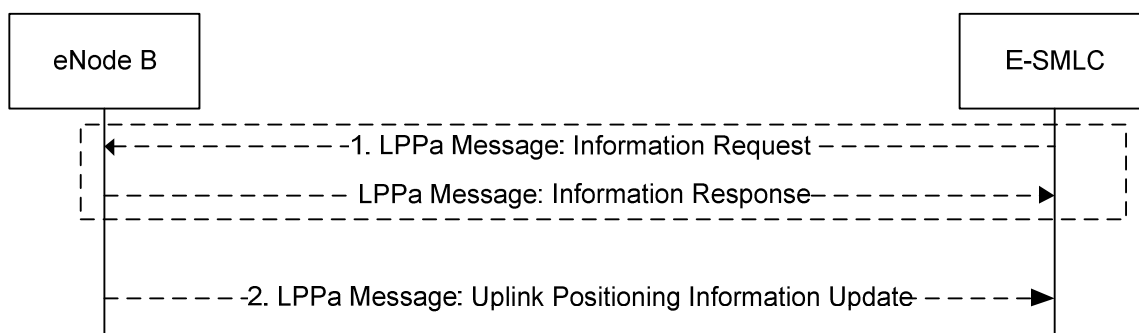 eNode B
E-SMLC
1. LPPa Message: Information Request
LPPa Message: Information Response
2. LPPa Message: Uplink Positioning Information Update